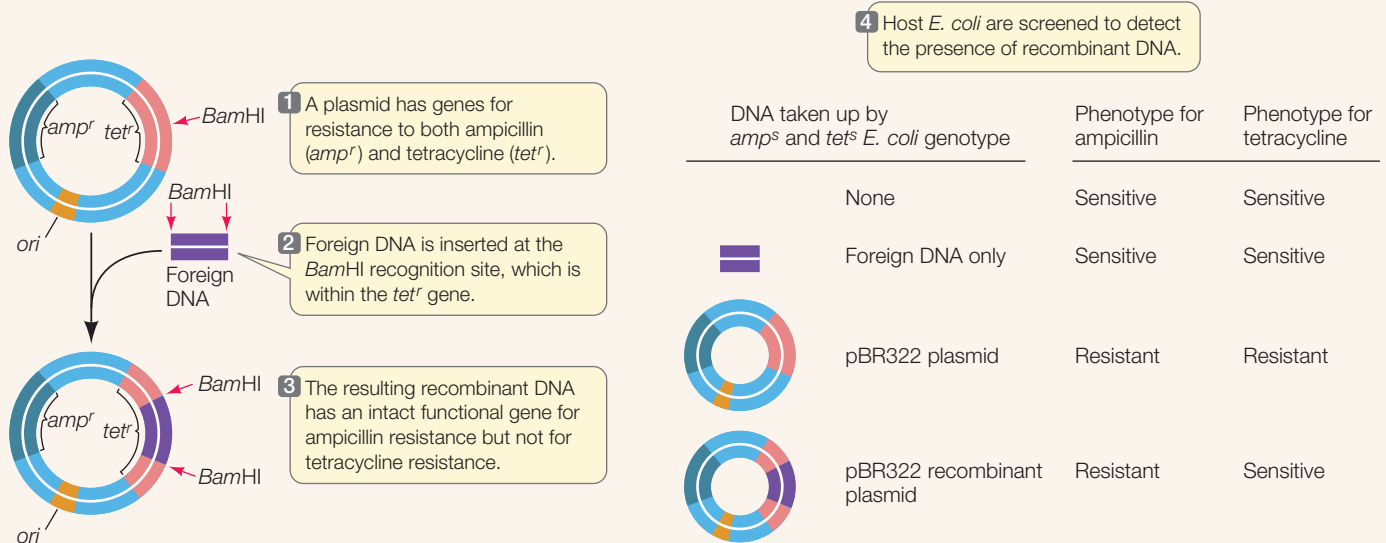 ampʳ
tetʳ
BamHI
ori
1 A plasmid has genes for
resistance to both ampicillin
(ampʳ) and tetracycline (tetʳ).
BamHI
Foreign
DNA
2 Foreign DNA is inserted at the
BamHI recognition site, which is
within the tetʳ gene.
BamHI
ampʳ
tetʳ
BamHI
ori
3 The resulting recombinant DNA
has an intact functional gene for
ampicillin resistance but not for
tetracycline resistance.
4 Host E. coli are screened to detect
the presence of recombinant DNA.
DNA taken up by
ampˢ and tetˢ E. coli genotype
Phenotype for
ampicillin
Phenotype for
tetracycline
None Sensitive Sensitive
Foreign DNA only Sensitive Sensitive
pBR322 plasmid Resistant Resistant
pBR322 recombinant
plasmid Resistant Sensitive